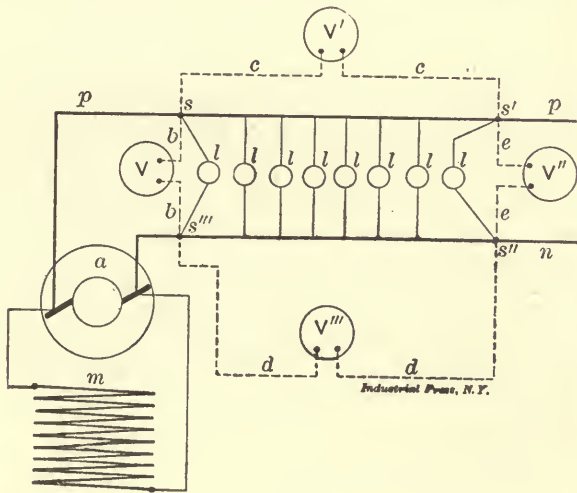 V'
c c
p s s' p
b e
V l l l l l l l l V"
b e
s''' s"
n
a
V'''
m d d
Industrial Press, N.Y.